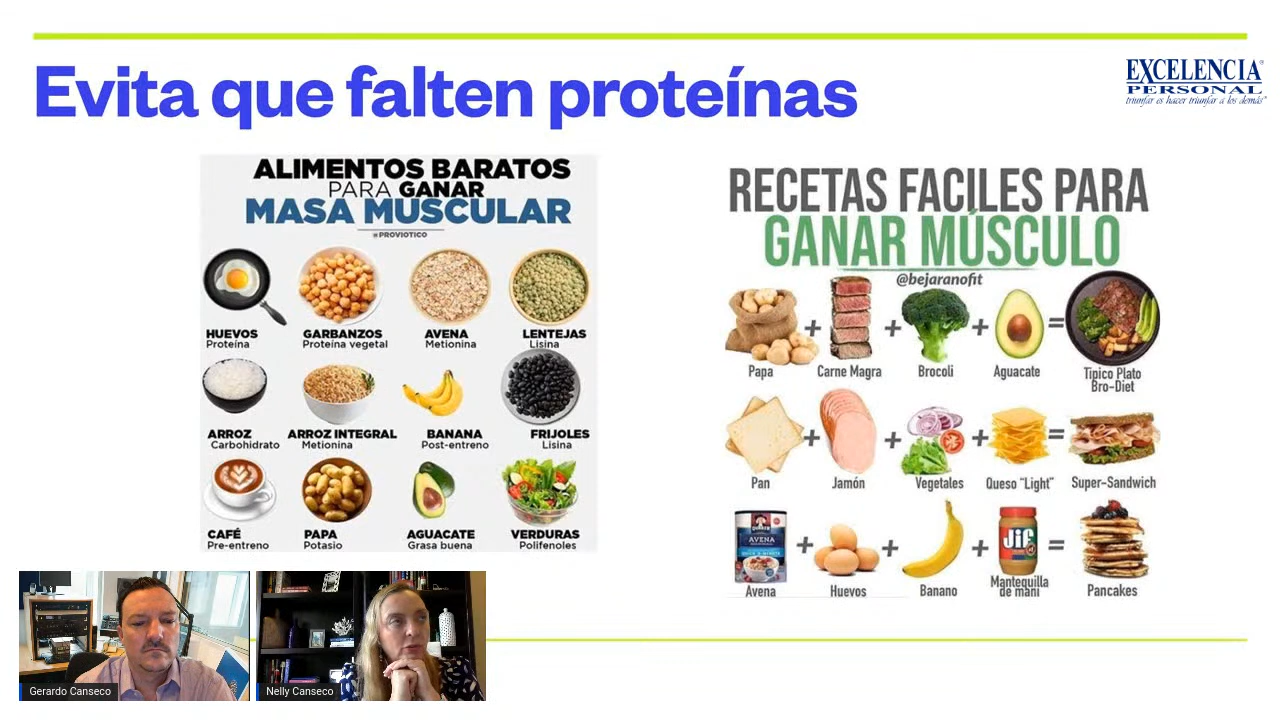 Evita que falten proteínas
EXCELENCIA®
PERSONAL
triunfar es hacer triunfar a los demás
ALIMENTOS BARATOS
PARA GANAR
MASA MUSCULAR
@PROVIOTICO
HUEVOS
Proteína
GARBANZOS
Proteína vegetal
AVENA
Metionina
LENTEJAS
Lisina
ARROZ
Carbohidrato
ARROZ INTEGRAL
Metionina
BANANA
Post-entreno
FRIJOLES
Lisina
CAFÉ
Pre-entreno
PAPA
Potasio
AGUACATE
Grasa buena
VERDURAS
Polifenoles
RECETAS FACILES PARA
GANAR MÚSCULO
@bejaranofit
+ + + =
Papa
Carne Magra
Brocoli
Aguacate
Tipico Plato
Bro-Diet
+ + + =
Pan
Jamón
Vegetales
Queso "Light"
Super-Sandwich
QUAKER
AVENA
Jif
+ + + =
Avena
Huevos
Banano
Mantequilla
de mani
Pancakes
Gerardo Canseco
Nelly Canseco